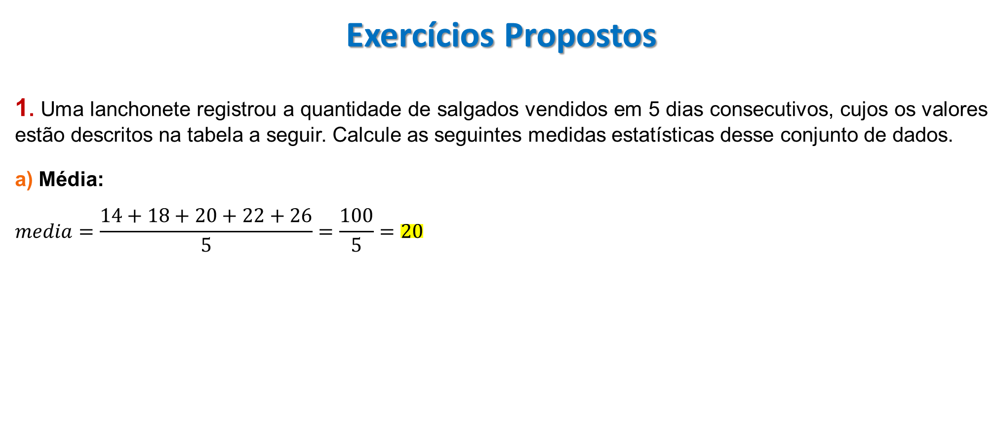 Exercícios Propostos
1. Uma lanchonete registrou a quantidade de salgados vendidos em 5 dias consecutivos, cujos os valores
estão descritos na tabela a seguir. Calcule as seguintes medidas estatísticas desse conjunto de dados.
a) Média:
media = (14 + 18 + 20 + 22 + 26)/5 = 100/5 = 20